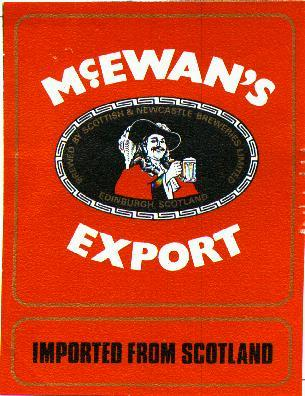 McEWAN'S
BREWED BY SCOTTISH & NEWCASTLE BREWERIES LIMITED
EDINBURGH, SCOTLAND
EXPORT
IMPORTED FROM SCOTLAND